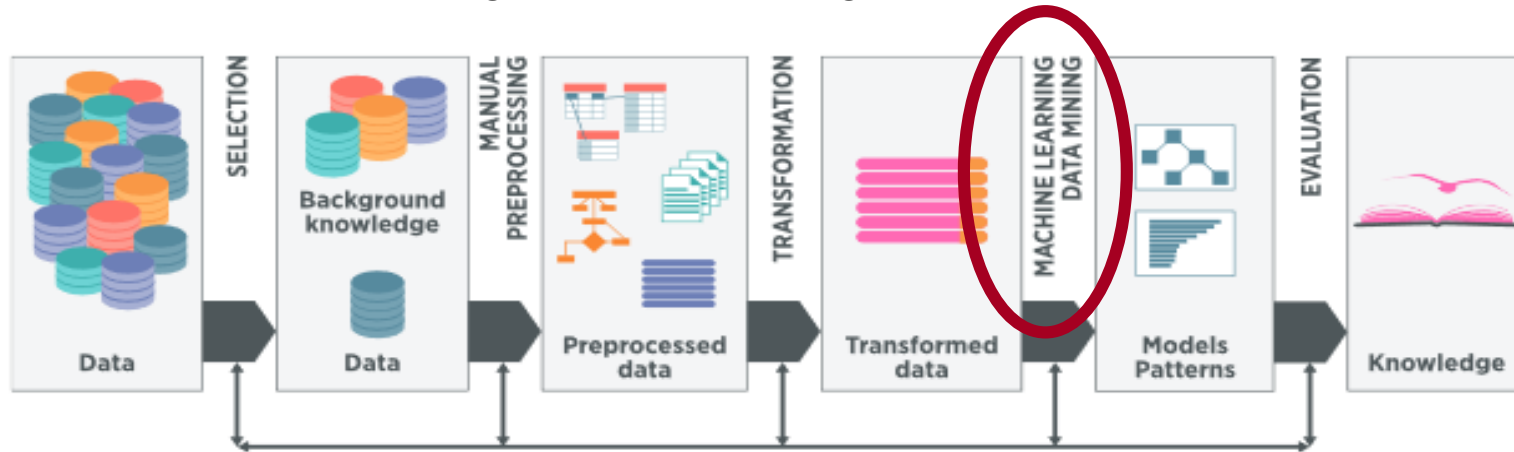 SELECTION
MANUAL
PREPROCESSING
TRANSFORMATION
MACHINE LEARNING
DATA MINING
EVALUATION
Background
knowledge
Data
Data
Preprocessed
data
Transformed
data
Models
Patterns
Knowledge